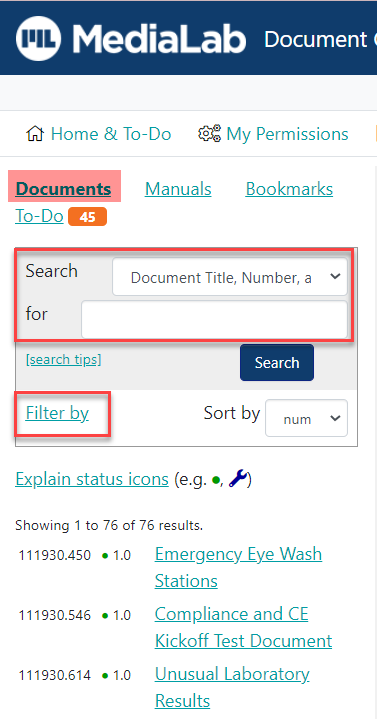 MediaLab Document
Home & To-Do My Permissions
Documents Manuals Bookmarks
To-Do 45
Search Document Title, Number, a
for
[search tips] Search
Filter by Sort by num
Explain status icons (e.g. , )
Showing 1 to 76 of 76 results.
111930.450 1.0 Emergency Eye Wash
Stations
111930.546 1.0 Compliance and CE
Kickoff Test Document
111930.614 1.0 Unusual Laboratory
Results